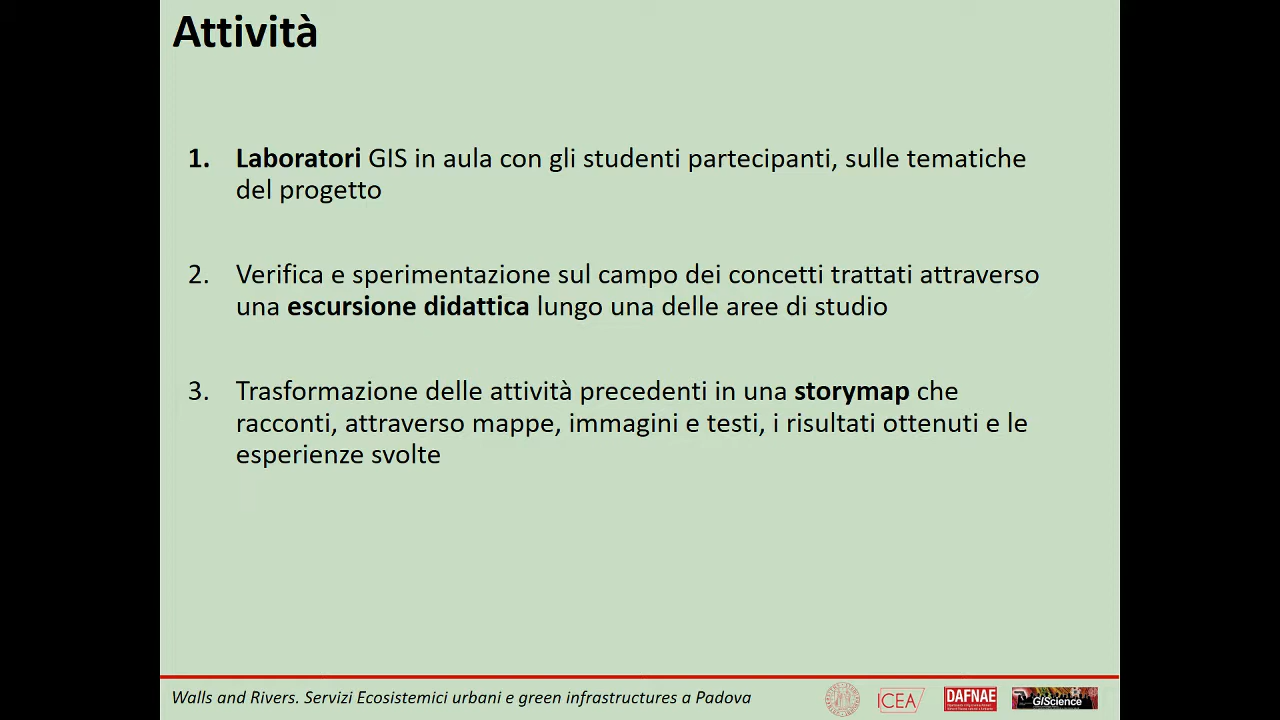 Attività
1. Laboratori GIS in aula con gli studenti partecipanti, sulle tematiche
del progetto
2. Verifica e sperimentazione sul campo dei concetti trattati attraverso
una escursione didattica lungo una delle aree di studio
3. Trasformazione delle attività precedenti in una storymap che
racconti, attraverso mappe, immagini e testi, i risultati ottenuti e le
esperienze svolte
Walls and Rivers. Servizi Ecosistemici urbani e green infrastructures a Padova
ICEA
DAFNAE
GIScience